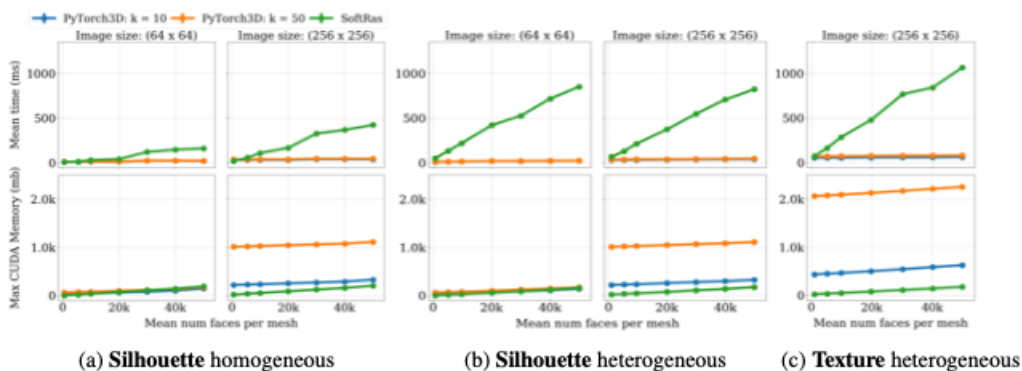 PyTorch3D: k = 10 PyTorch3D: k = 50 SoftRas
Image size: (64 x 64) Image size: (256 x 256) Image size: (64 x 64) Image size: (256 x 256) Image size: (256 x 256)
Mean time (ms)
1000 1000 1000
500 500 500
0 0 0
Max CUDA Memory (mb)
2.0k 2.0k 2.0k
1.0k 1.0k 1.0k
0 0 0
0 20k 40k 0 20k 40k 0 20k 40k 0 20k 40k 0 20k 40k
Mean num faces per mesh Mean num faces per mesh Mean num faces per mesh
(a) Silhouette homogeneous (b) Silhouette heterogeneous (c) Texture heterogeneous